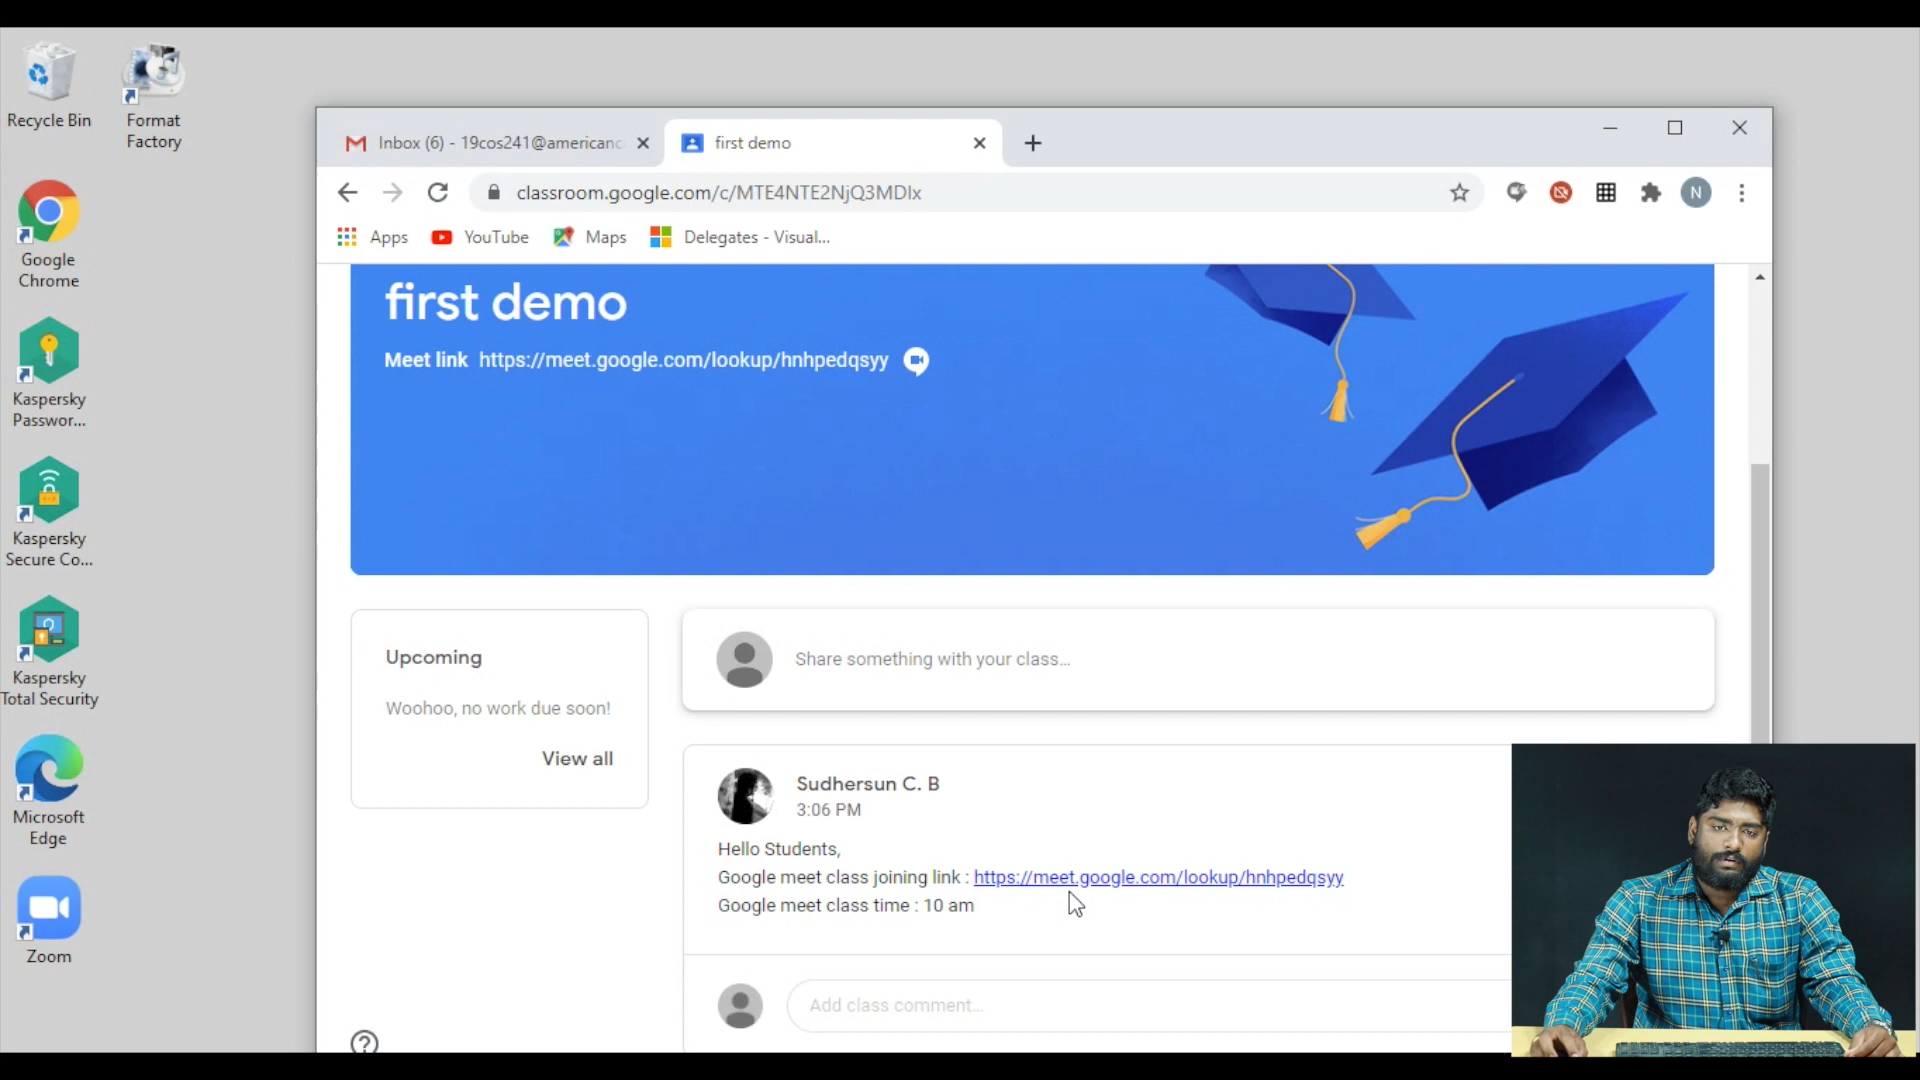 Recycle Bin
Format
Factory
Google
Chrome
Kaspersky
Passwor...
Kaspersky
Secure Co...
Kaspersky
Total Security
Microsoft
Edge
Zoom
Inbox (6) - 19cos241@americanc
first demo
classroom.google.com/c/MTE4NTE2NjQ3MDIx
N
Apps
YouTube
Maps
Delegates - Visual...
first demo
Meet link https://meet.google.com/lookup/hnhpedqsyy
Upcoming
Woohoo, no work due soon!
View all
Share something with your class...
Sudhersun C. B
3:06 PM
Hello Students,
Google meet class joining link : https://meet.google.com/lookup/hnhpedqsyy
Google meet class time : 10 am
Add class comment...